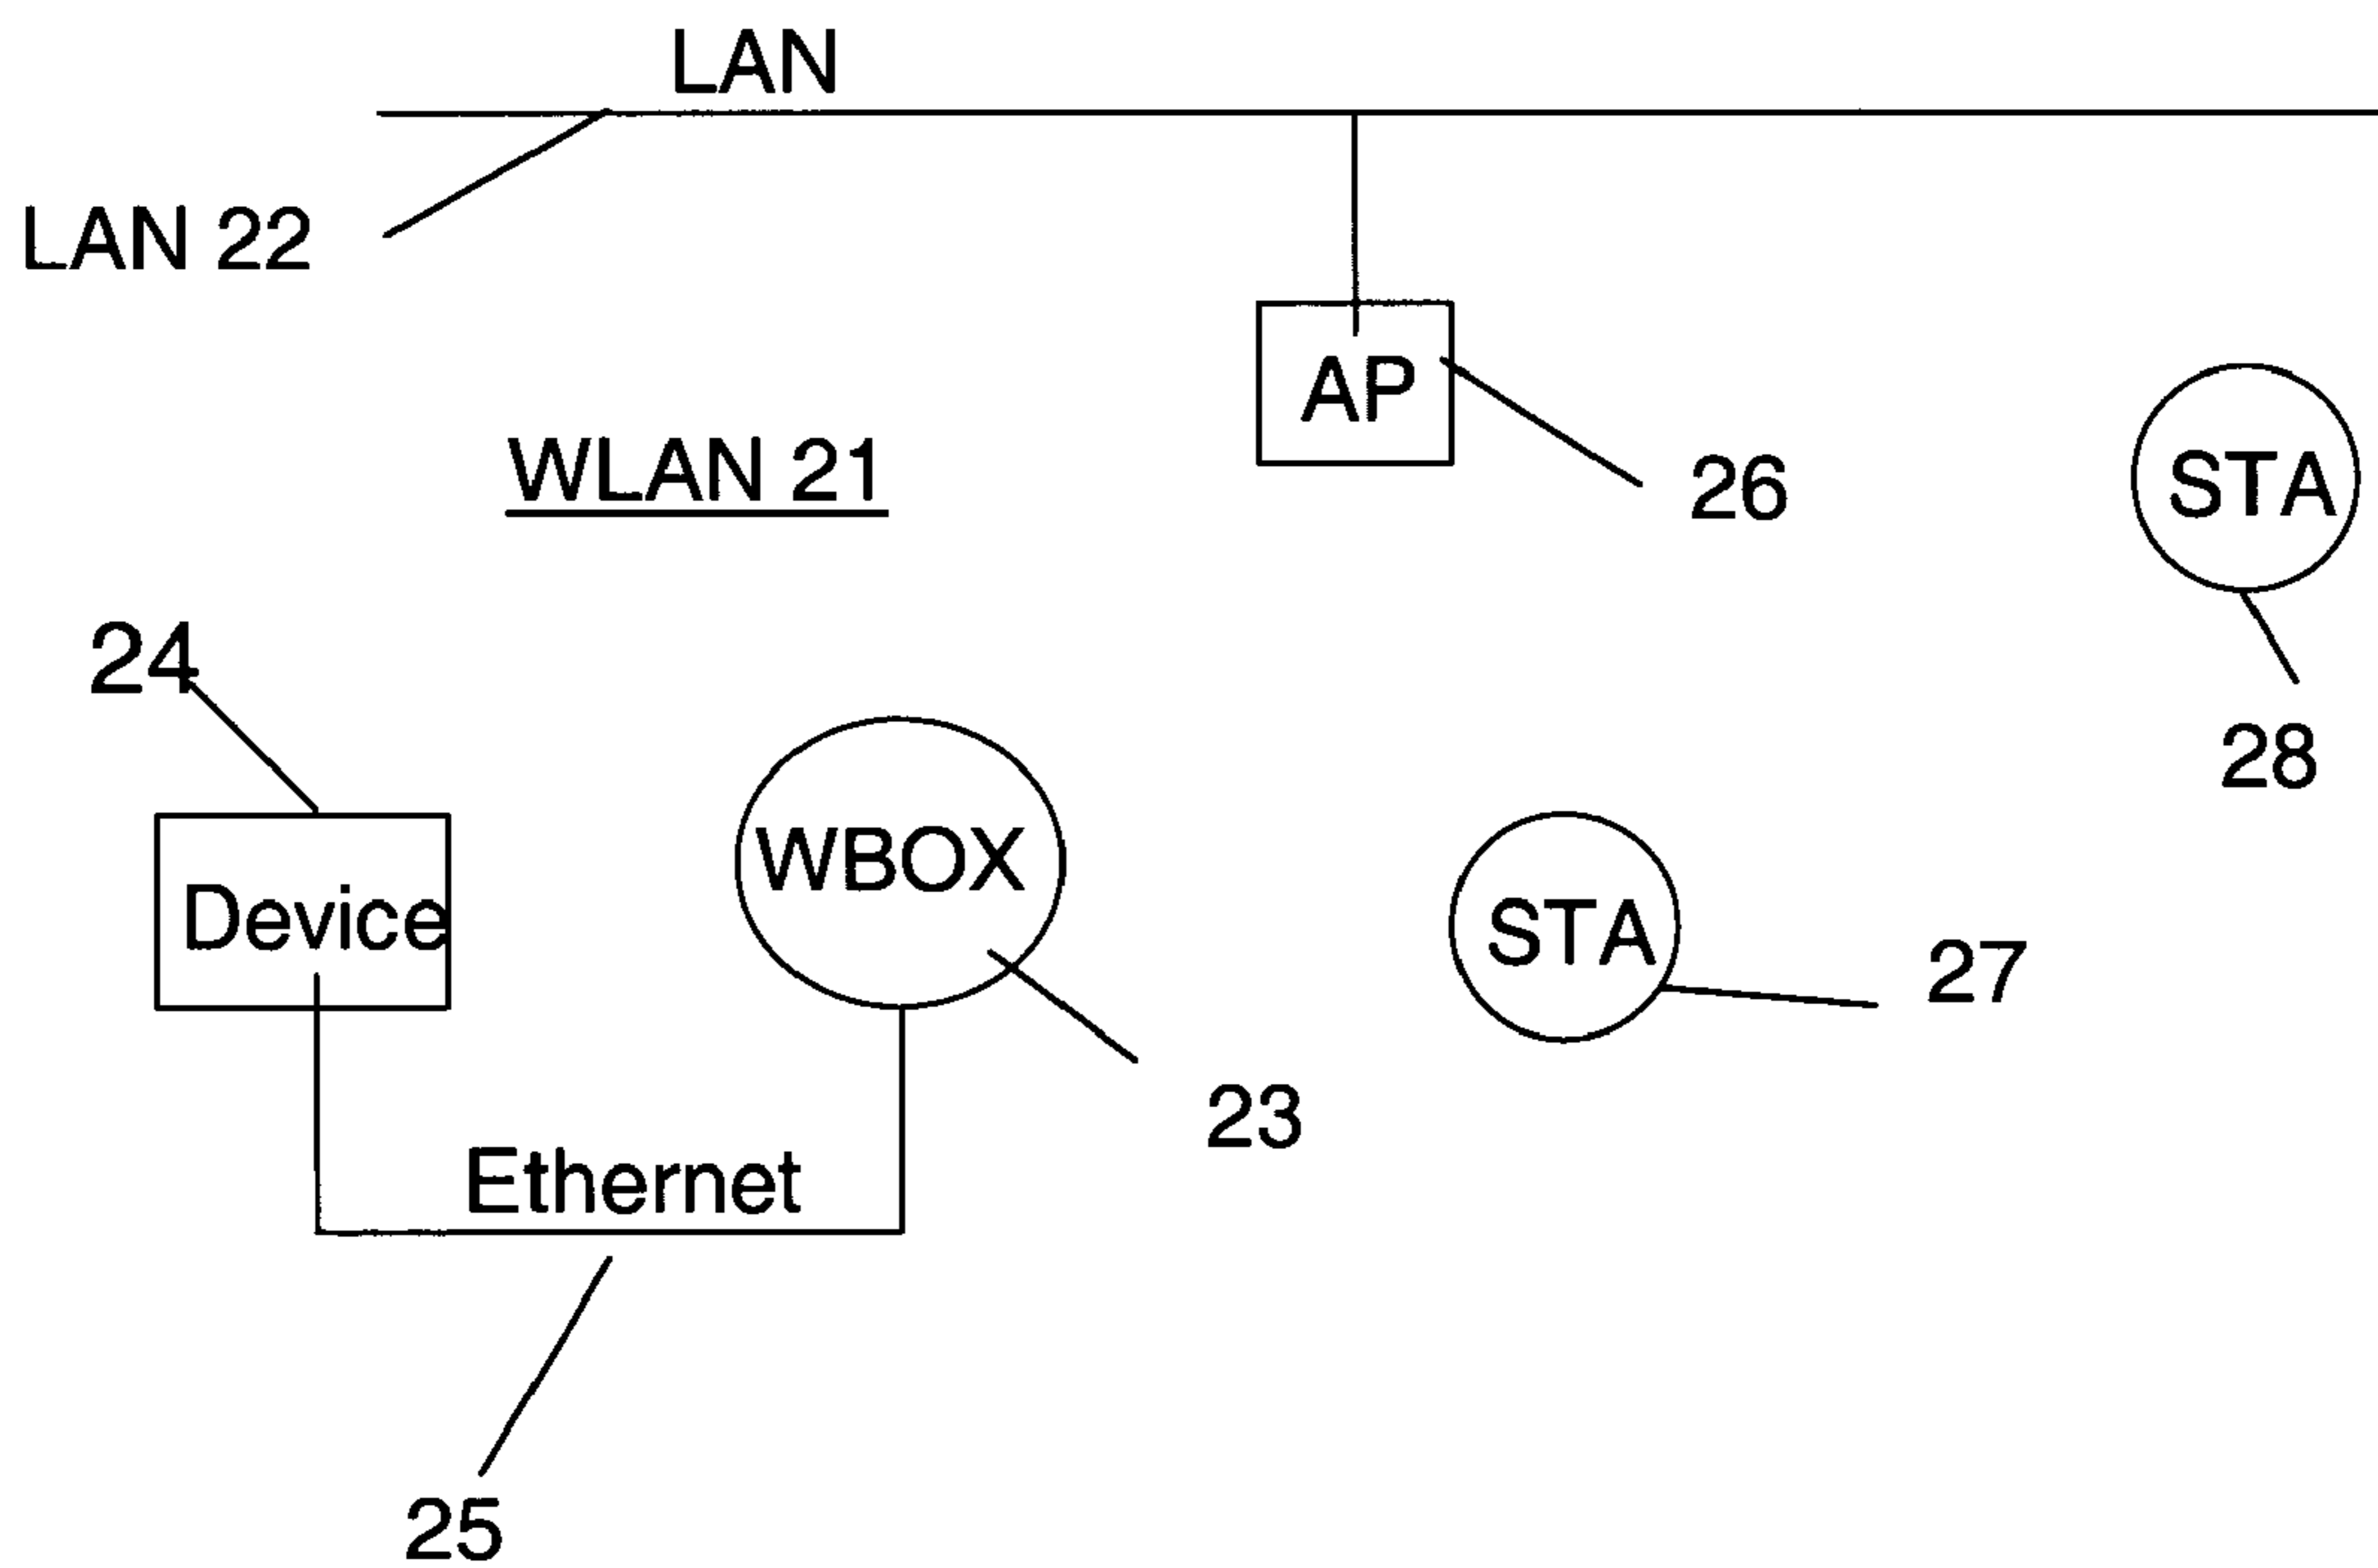 LAN
LAN 22
AP
WLAN 21
26
STA
24
28
WBOX
Device
STA
27
23
Ethernet
25